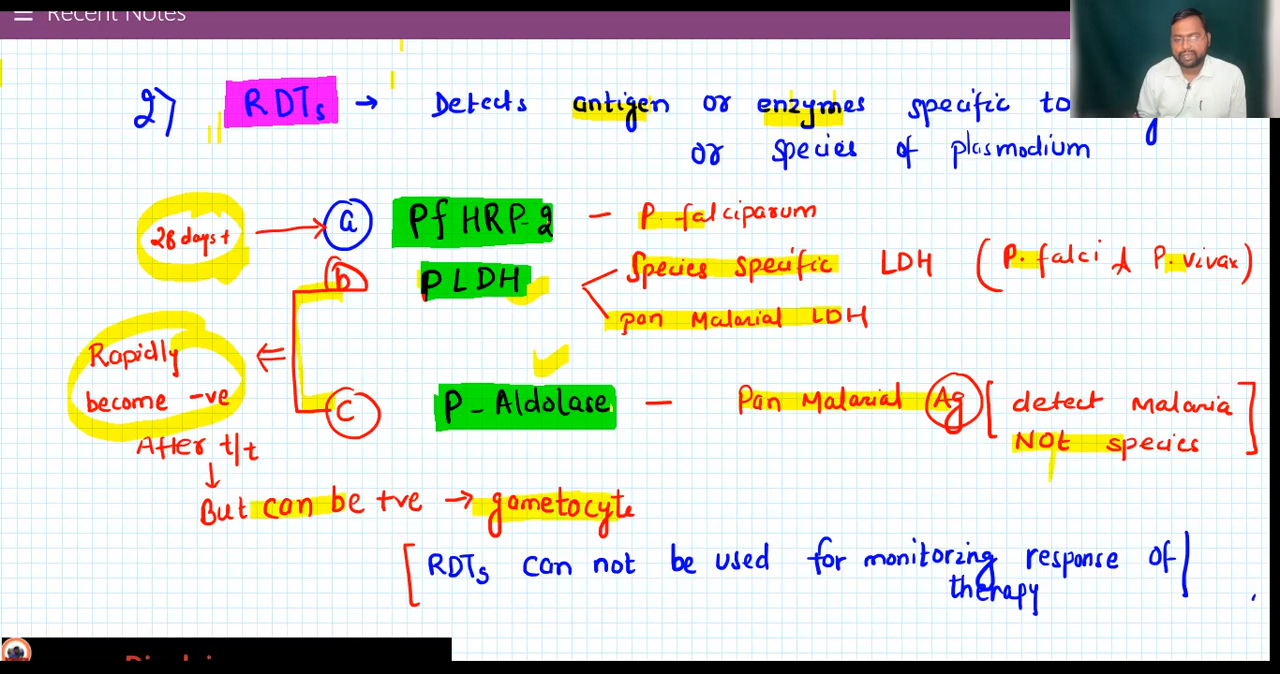 Recent Notes
2) RDTs → Detects antigen or enzymes specific to
or species of plasmodium
28 days + → a Pf HRP-2 - P. falciparum
b PLDH Species Specific LDH (P. falci & P. vivax)
pan Malarial LDH
Rapidly become -ve ⇐ c P-Aldolase - Pan Malarial Ag [detect Malaria NOt species]
After t/t
↓
But can be +ve → gametocyte
[RDTs can not be used for monitoring response of
therapy